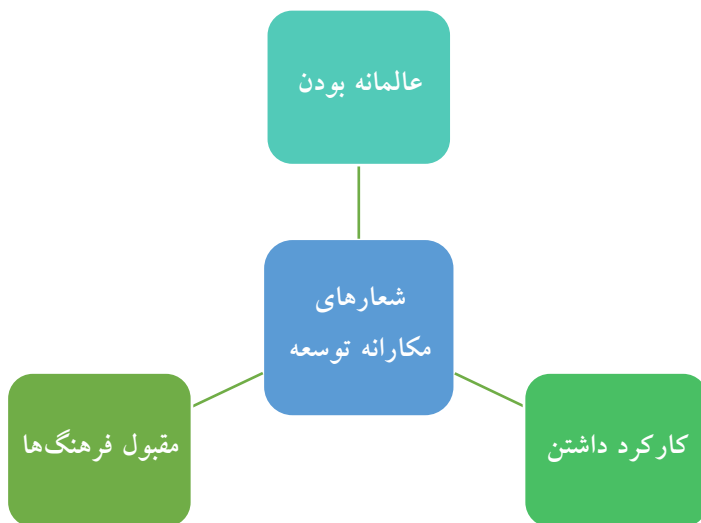 عالمانه بودن
شعارهای
مکارانه توسعه
کارکرد داشتن
مقبول فرهنگ‌ها